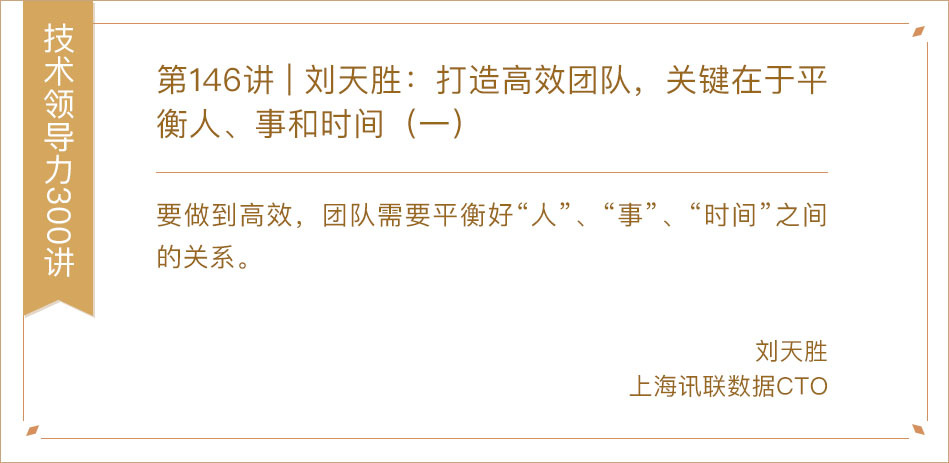 技术领导力300讲
第146讲 | 刘天胜：打造高效团队，关键在于平
衡人、事和时间（一）
要做到高效，团队需要平衡好“人”、“事”、“时间”之间
的关系。
刘天胜
上海讯联数据CTO